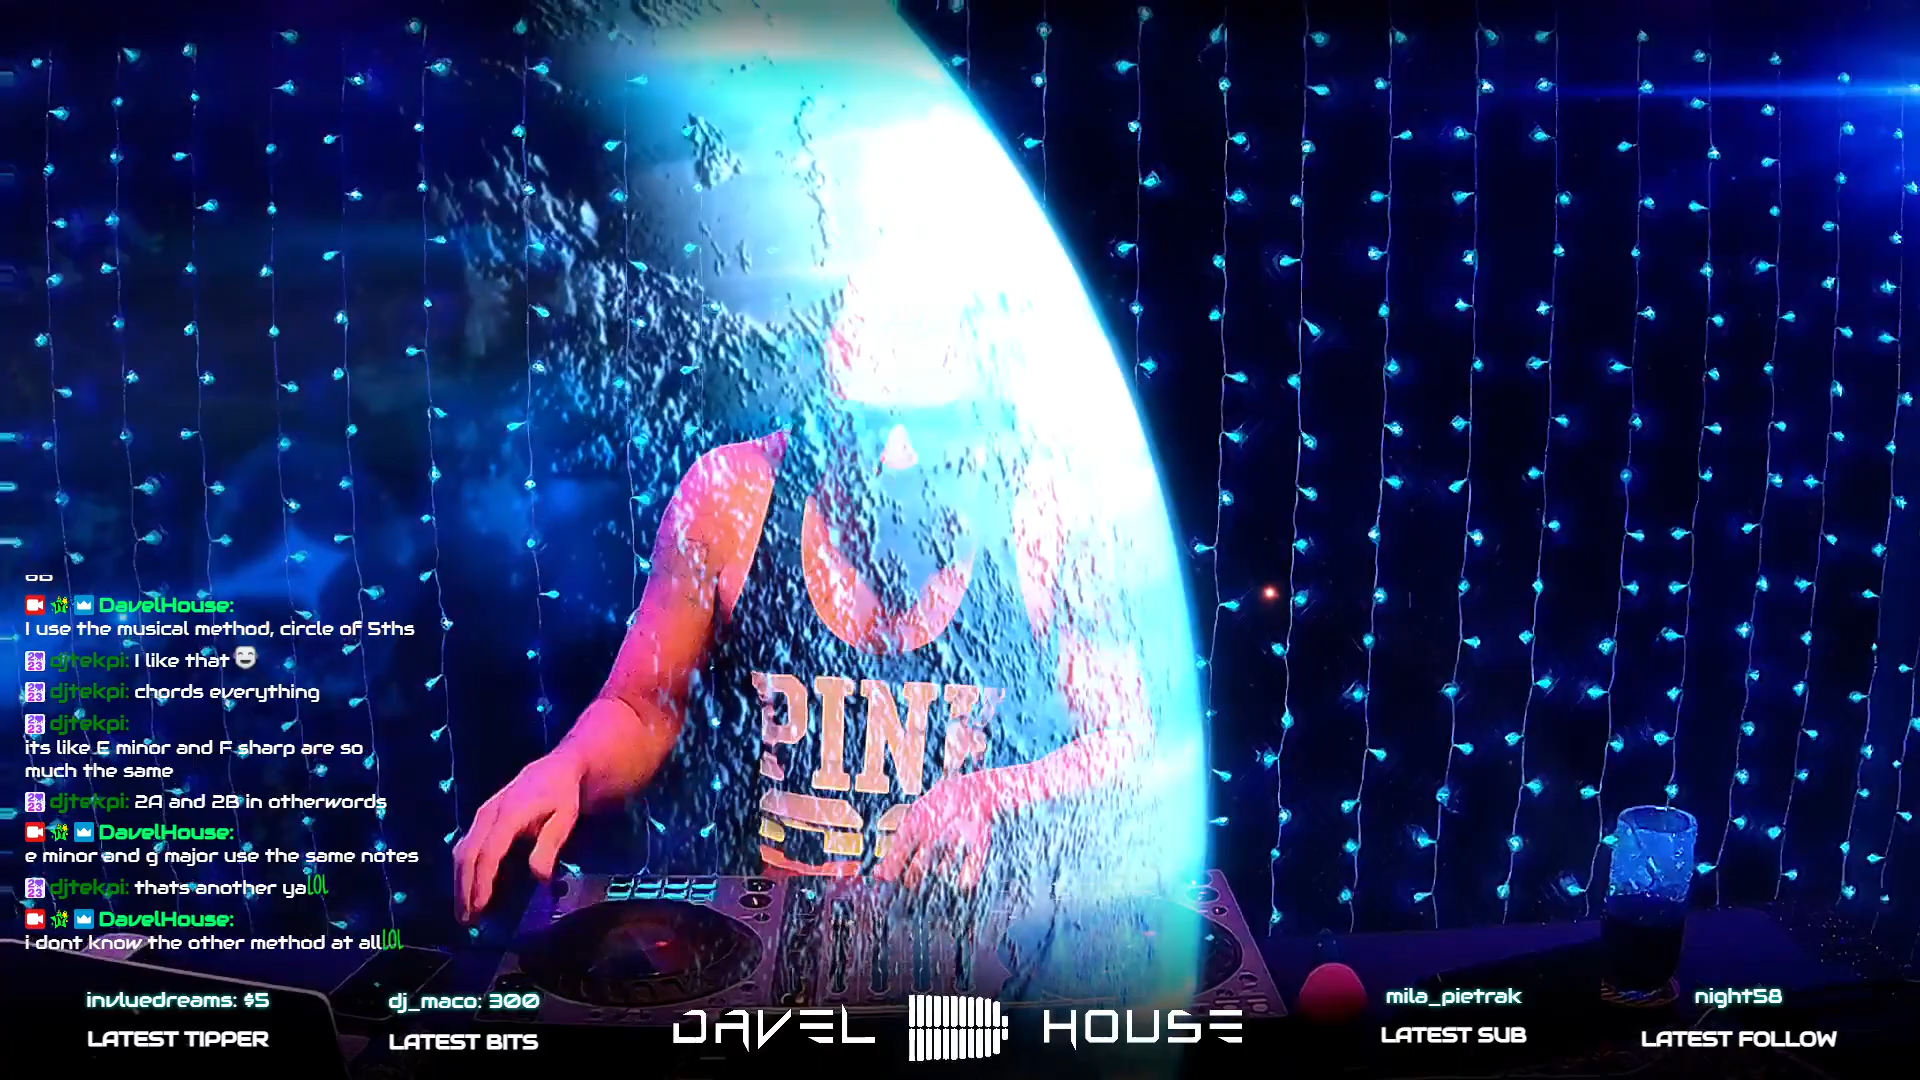 DavelHouse:
I use the musical method, circle of 5ths
djtekpi: I like that
djtekpi: chords everything
djtekpi:
its like E minor and F sharp are so
much the same
djtekpi: 2A and 2B in otherwords
DavelHouse:
e minor and g major use the same notes
djtekpi: thats another ya LOL
DavelHouse:
i dont know the other method at all LOL
PINK
invluedreams: $5
LATEST TIPPER
dj_maco: 300
LATEST BITS
DAVEL HOUSE
mila_pietrak
LATEST SUB
night58
LATEST FOLLOW